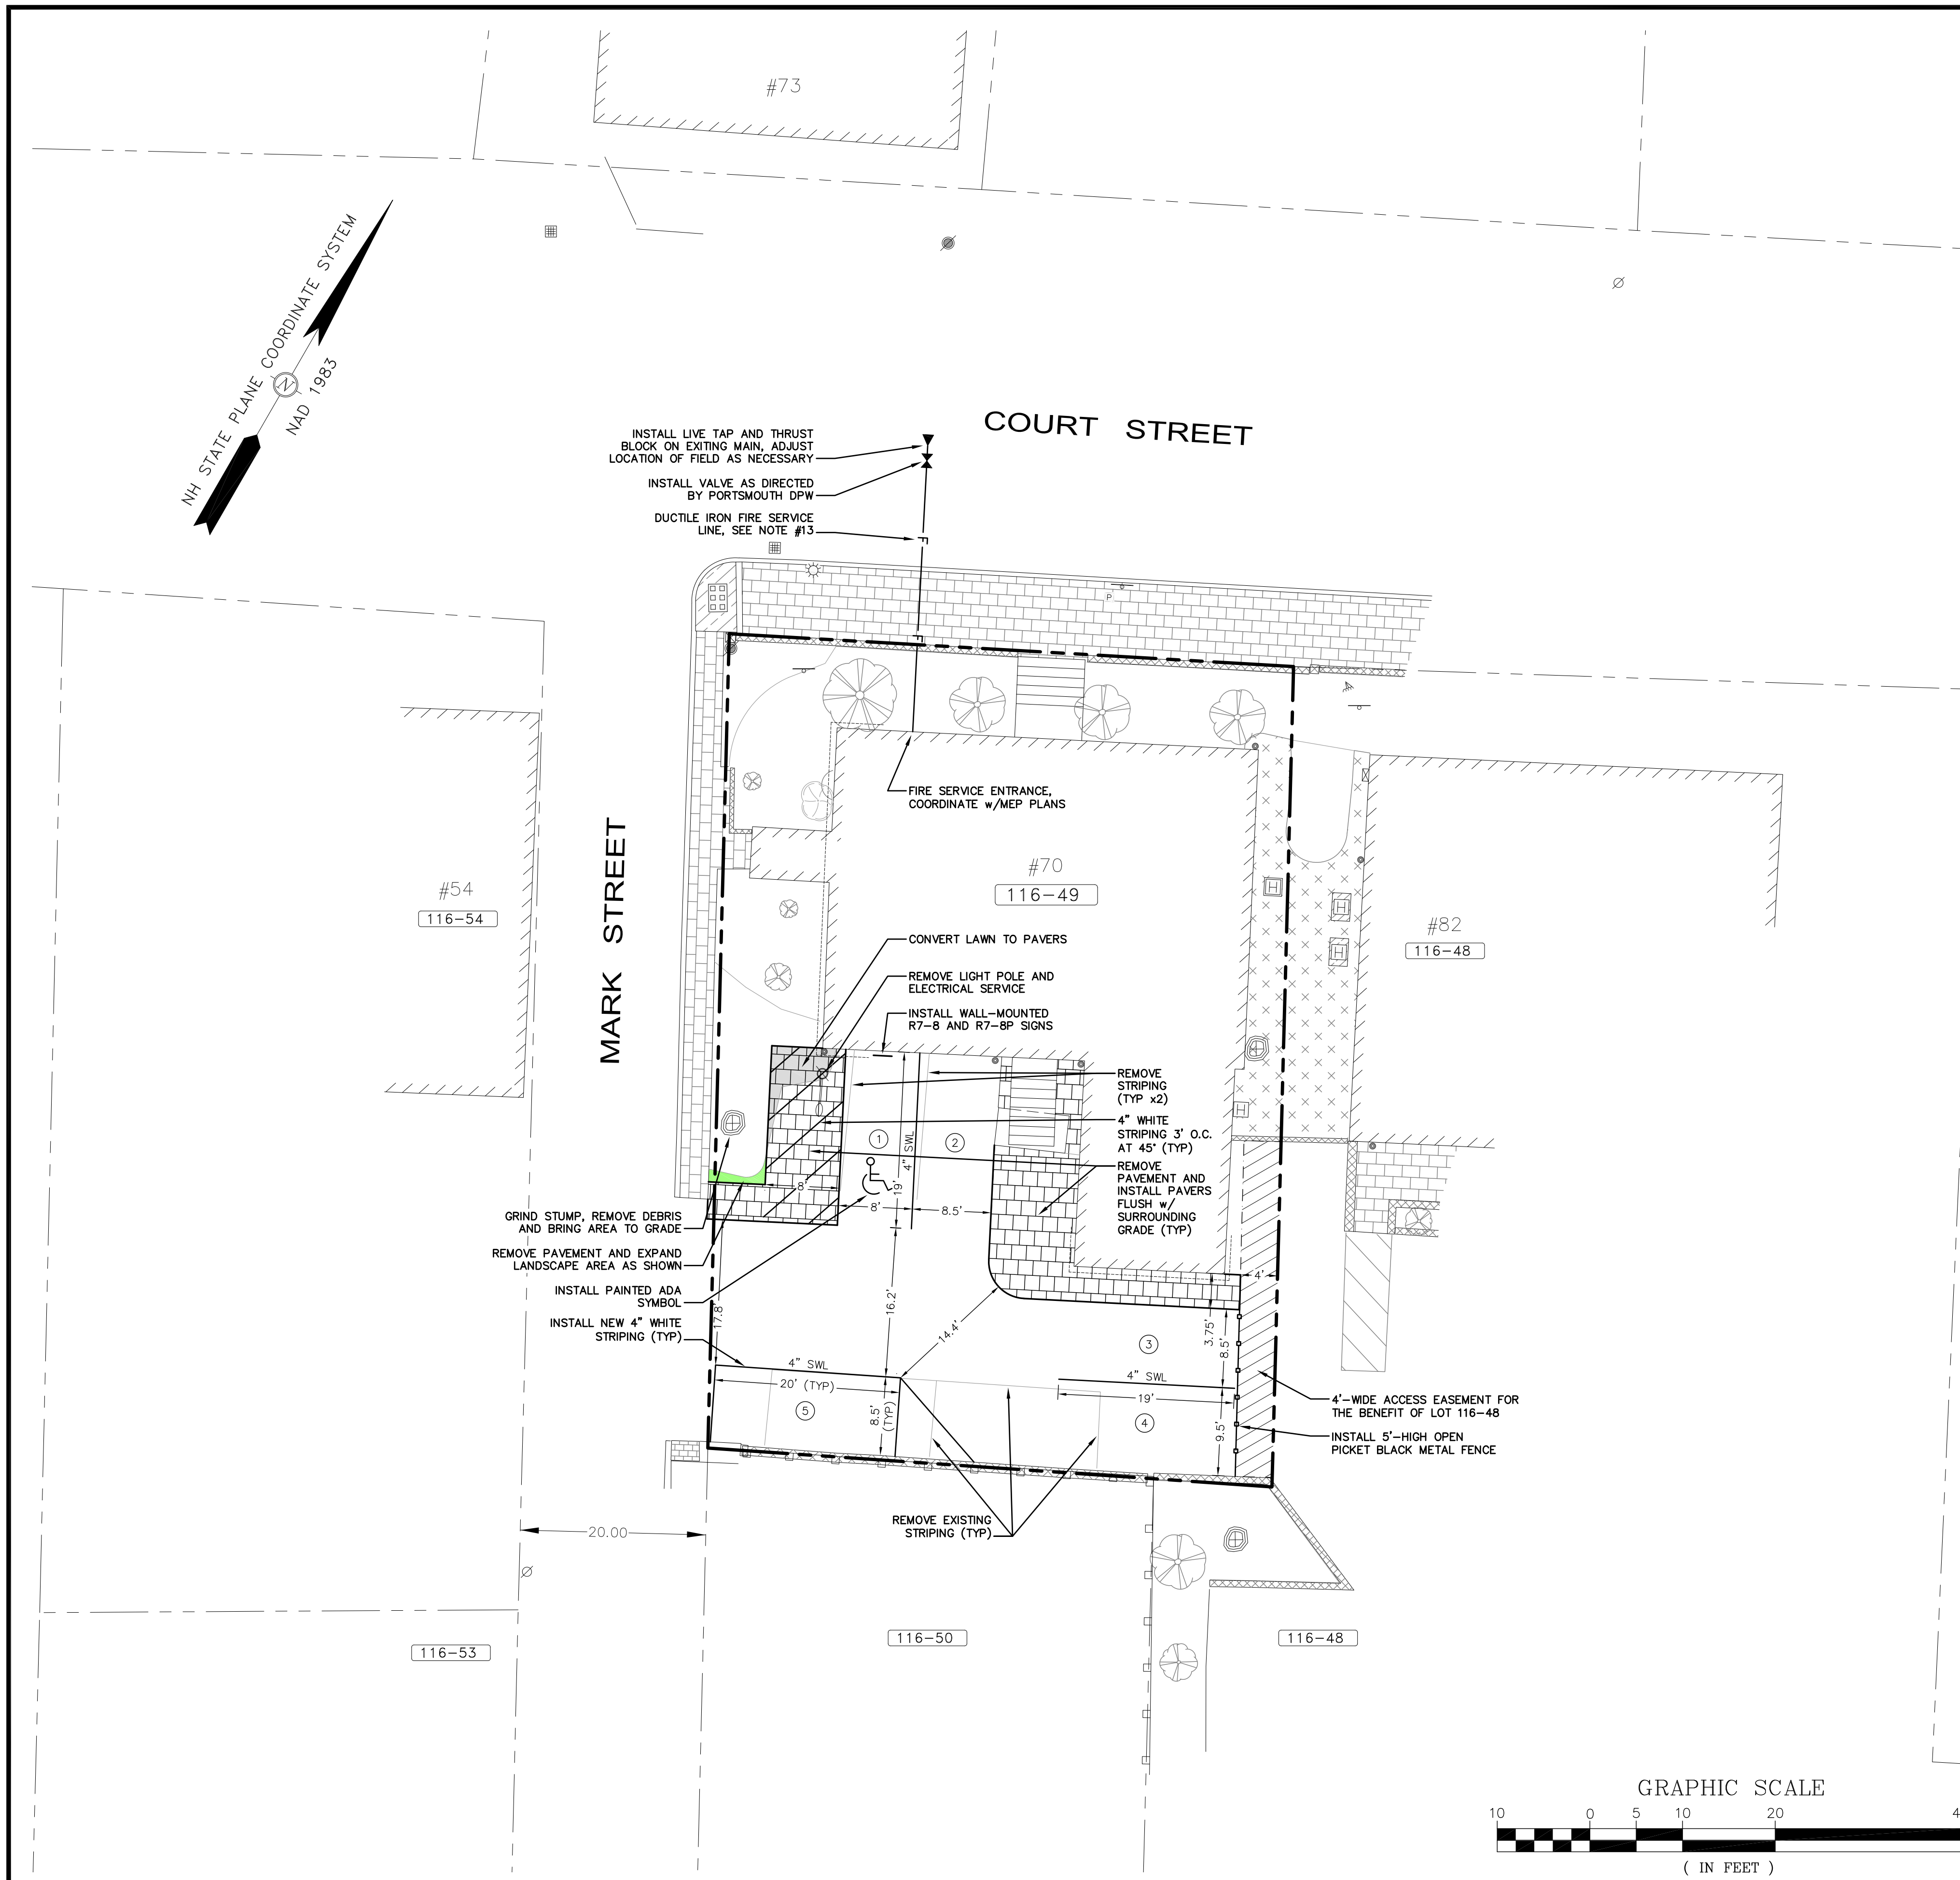 #73
NH STATE PLANE COORDINATE SYSTEM
N
NAD 1983
COURT STREET
INSTALL LIVE TAP AND THRUST
BLOCK ON EXITING MAIN, ADJUST
LOCATION OF FIELD AS NECESSARY
INSTALL VALVE AS DIRECTED
BY PORTSMOUTH DPW
DUCTILE IRON FIRE SERVICE
LINE, SEE NOTE #13
F
P
F
FIRE SERVICE ENTRANCE,
COORDINATE w/MEP PLANS
MARK STREET
#54
116-54
#70
116-49
H
H
H
H
#82
116-48
CONVERT LAWN TO PAVERS
REMOVE LIGHT POLE AND
ELECTRICAL SERVICE
INSTALL WALL-MOUNTED
R7-8 AND R7-8P SIGNS
REMOVE
STRIPING
(TYP x2)
4" WHITE
STRIPING 3' O.C.
AT 45° (TYP)
REMOVE
PAVEMENT AND
INSTALL PAVERS
FLUSH w/
SURROUNDING
GRADE (TYP)
1
2
4" SWL
19'
8'
8'
8.5'
GRIND STUMP, REMOVE DEBRIS
AND BRING AREA TO GRADE
REMOVE PAVEMENT AND EXPAND
LANDSCAPE AREA AS SHOWN
INSTALL PAINTED ADA
SYMBOL
INSTALL NEW 4" WHITE
STRIPING (TYP)
17.8'
16.2'
14.4'
4'
3.75'
8.5'
3
4" SWL
20' (TYP)
5
8.5'
(TYP)
4" SWL
19'
4
9.5'
4'-WIDE ACCESS EASEMENT FOR
THE BENEFIT OF LOT 116-48
INSTALL 5'-HIGH OPEN
PICKET BLACK METAL FENCE
REMOVE EXISTING
STRIPING (TYP)
20.00
116-53
116-50
116-48
GRAPHIC SCALE
10 0 5 10 20 4
( IN FEET )